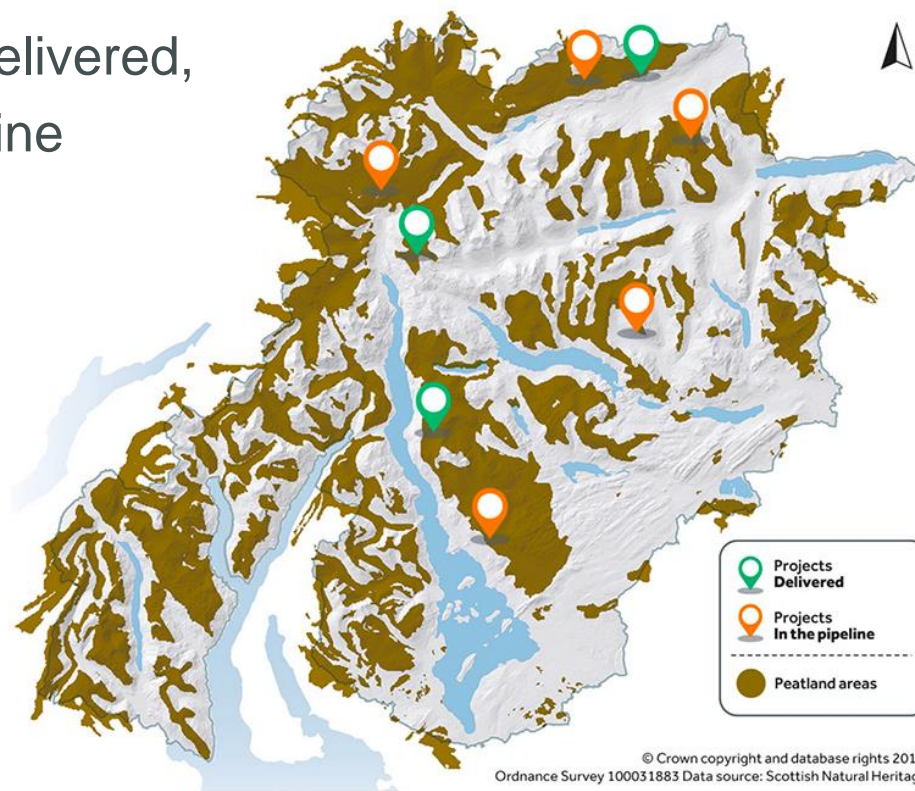 elivered,
ine
Projects
Delivered
Projects
In the pipeline
Peatland areas
© Crown copyright and database rights 201
Ordnance Survey 100031883 Data source: Scottish Natural Heritag